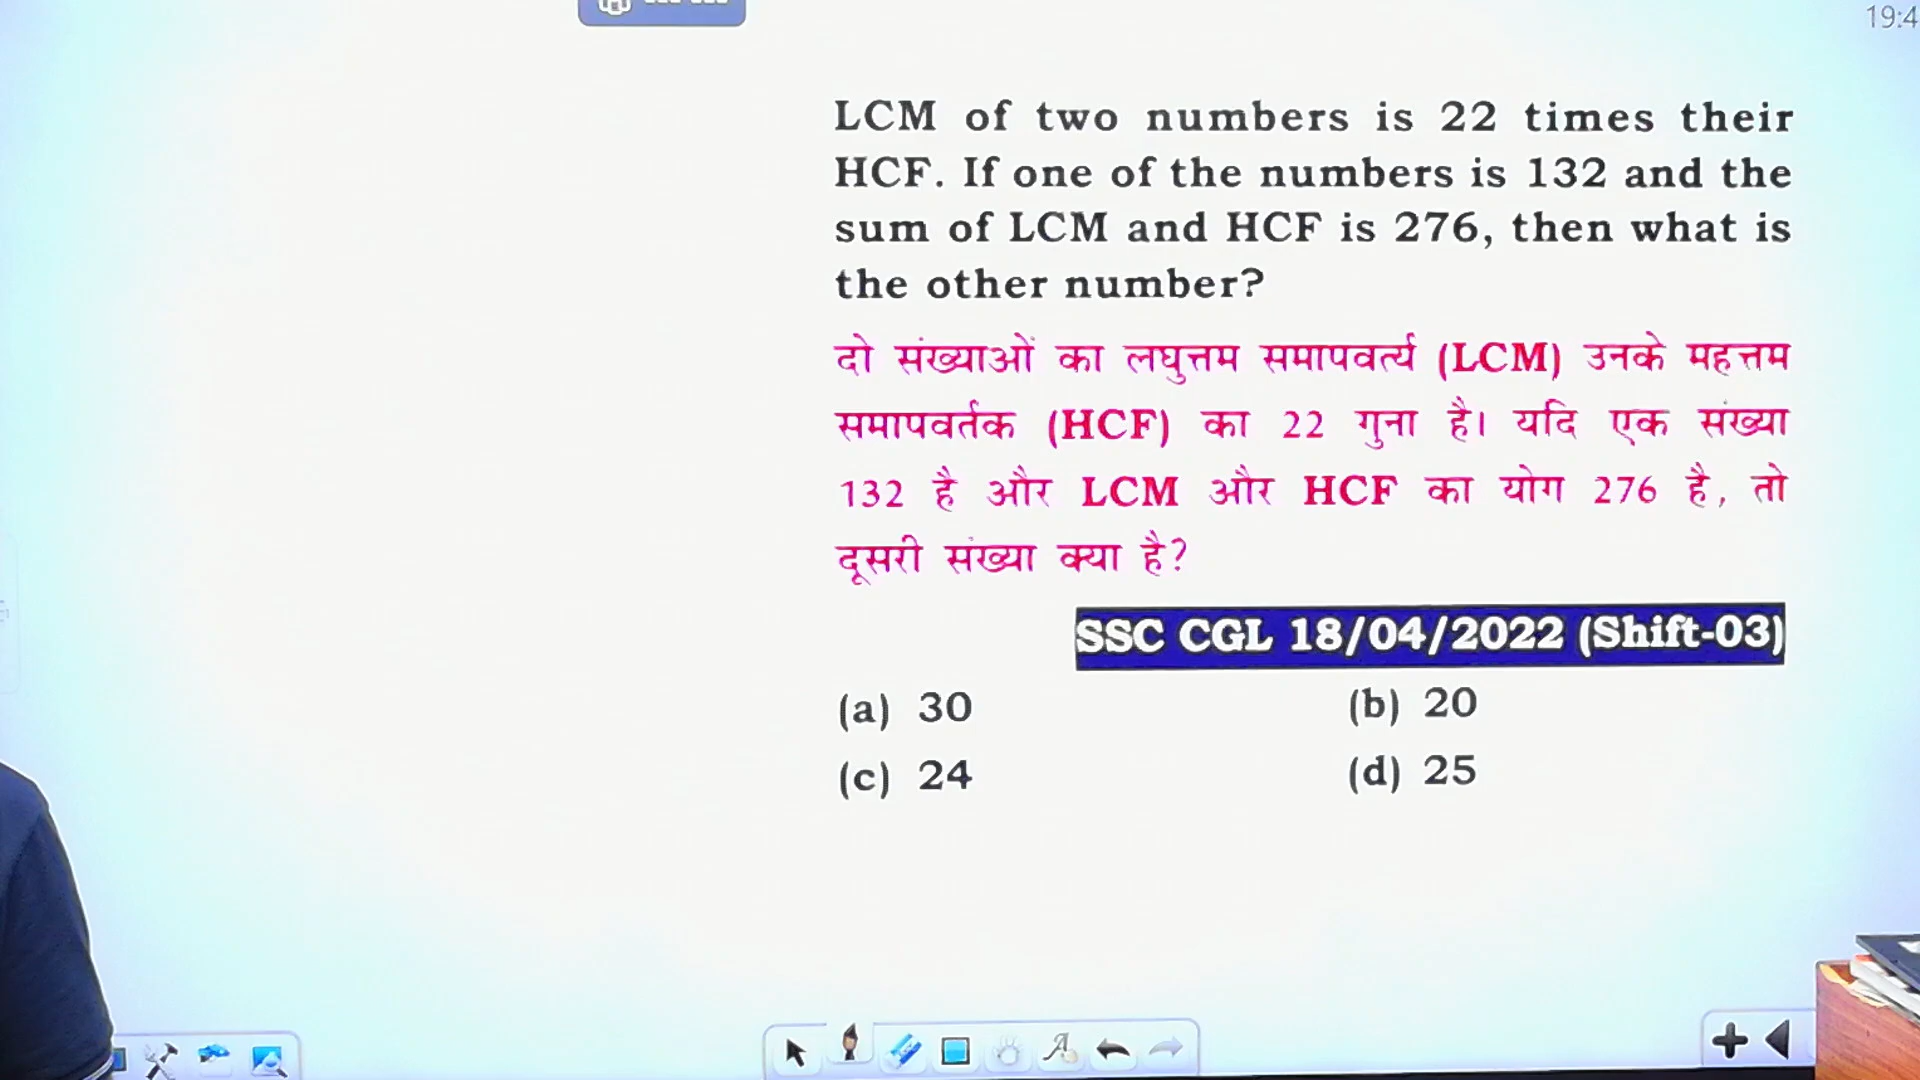 19:4
LCM of two numbers is 22 times their
HCF. If one of the numbers is 132 and the
sum of LCM and HCF is 276, then what is
the other number?
दो संख्याओं का लघुत्तम समापवर्त्य (LCM) उनके महत्तम
समापवर्तक (HCF) का 22 गुना है। यदि एक संख्या
132 है और LCM और HCF का योग 276 है, तो
दूसरी संख्या क्या है?
SSC CGL 18/04/2022 (Shift-03)
(a) 30 (b) 20
(c) 24 (d) 25